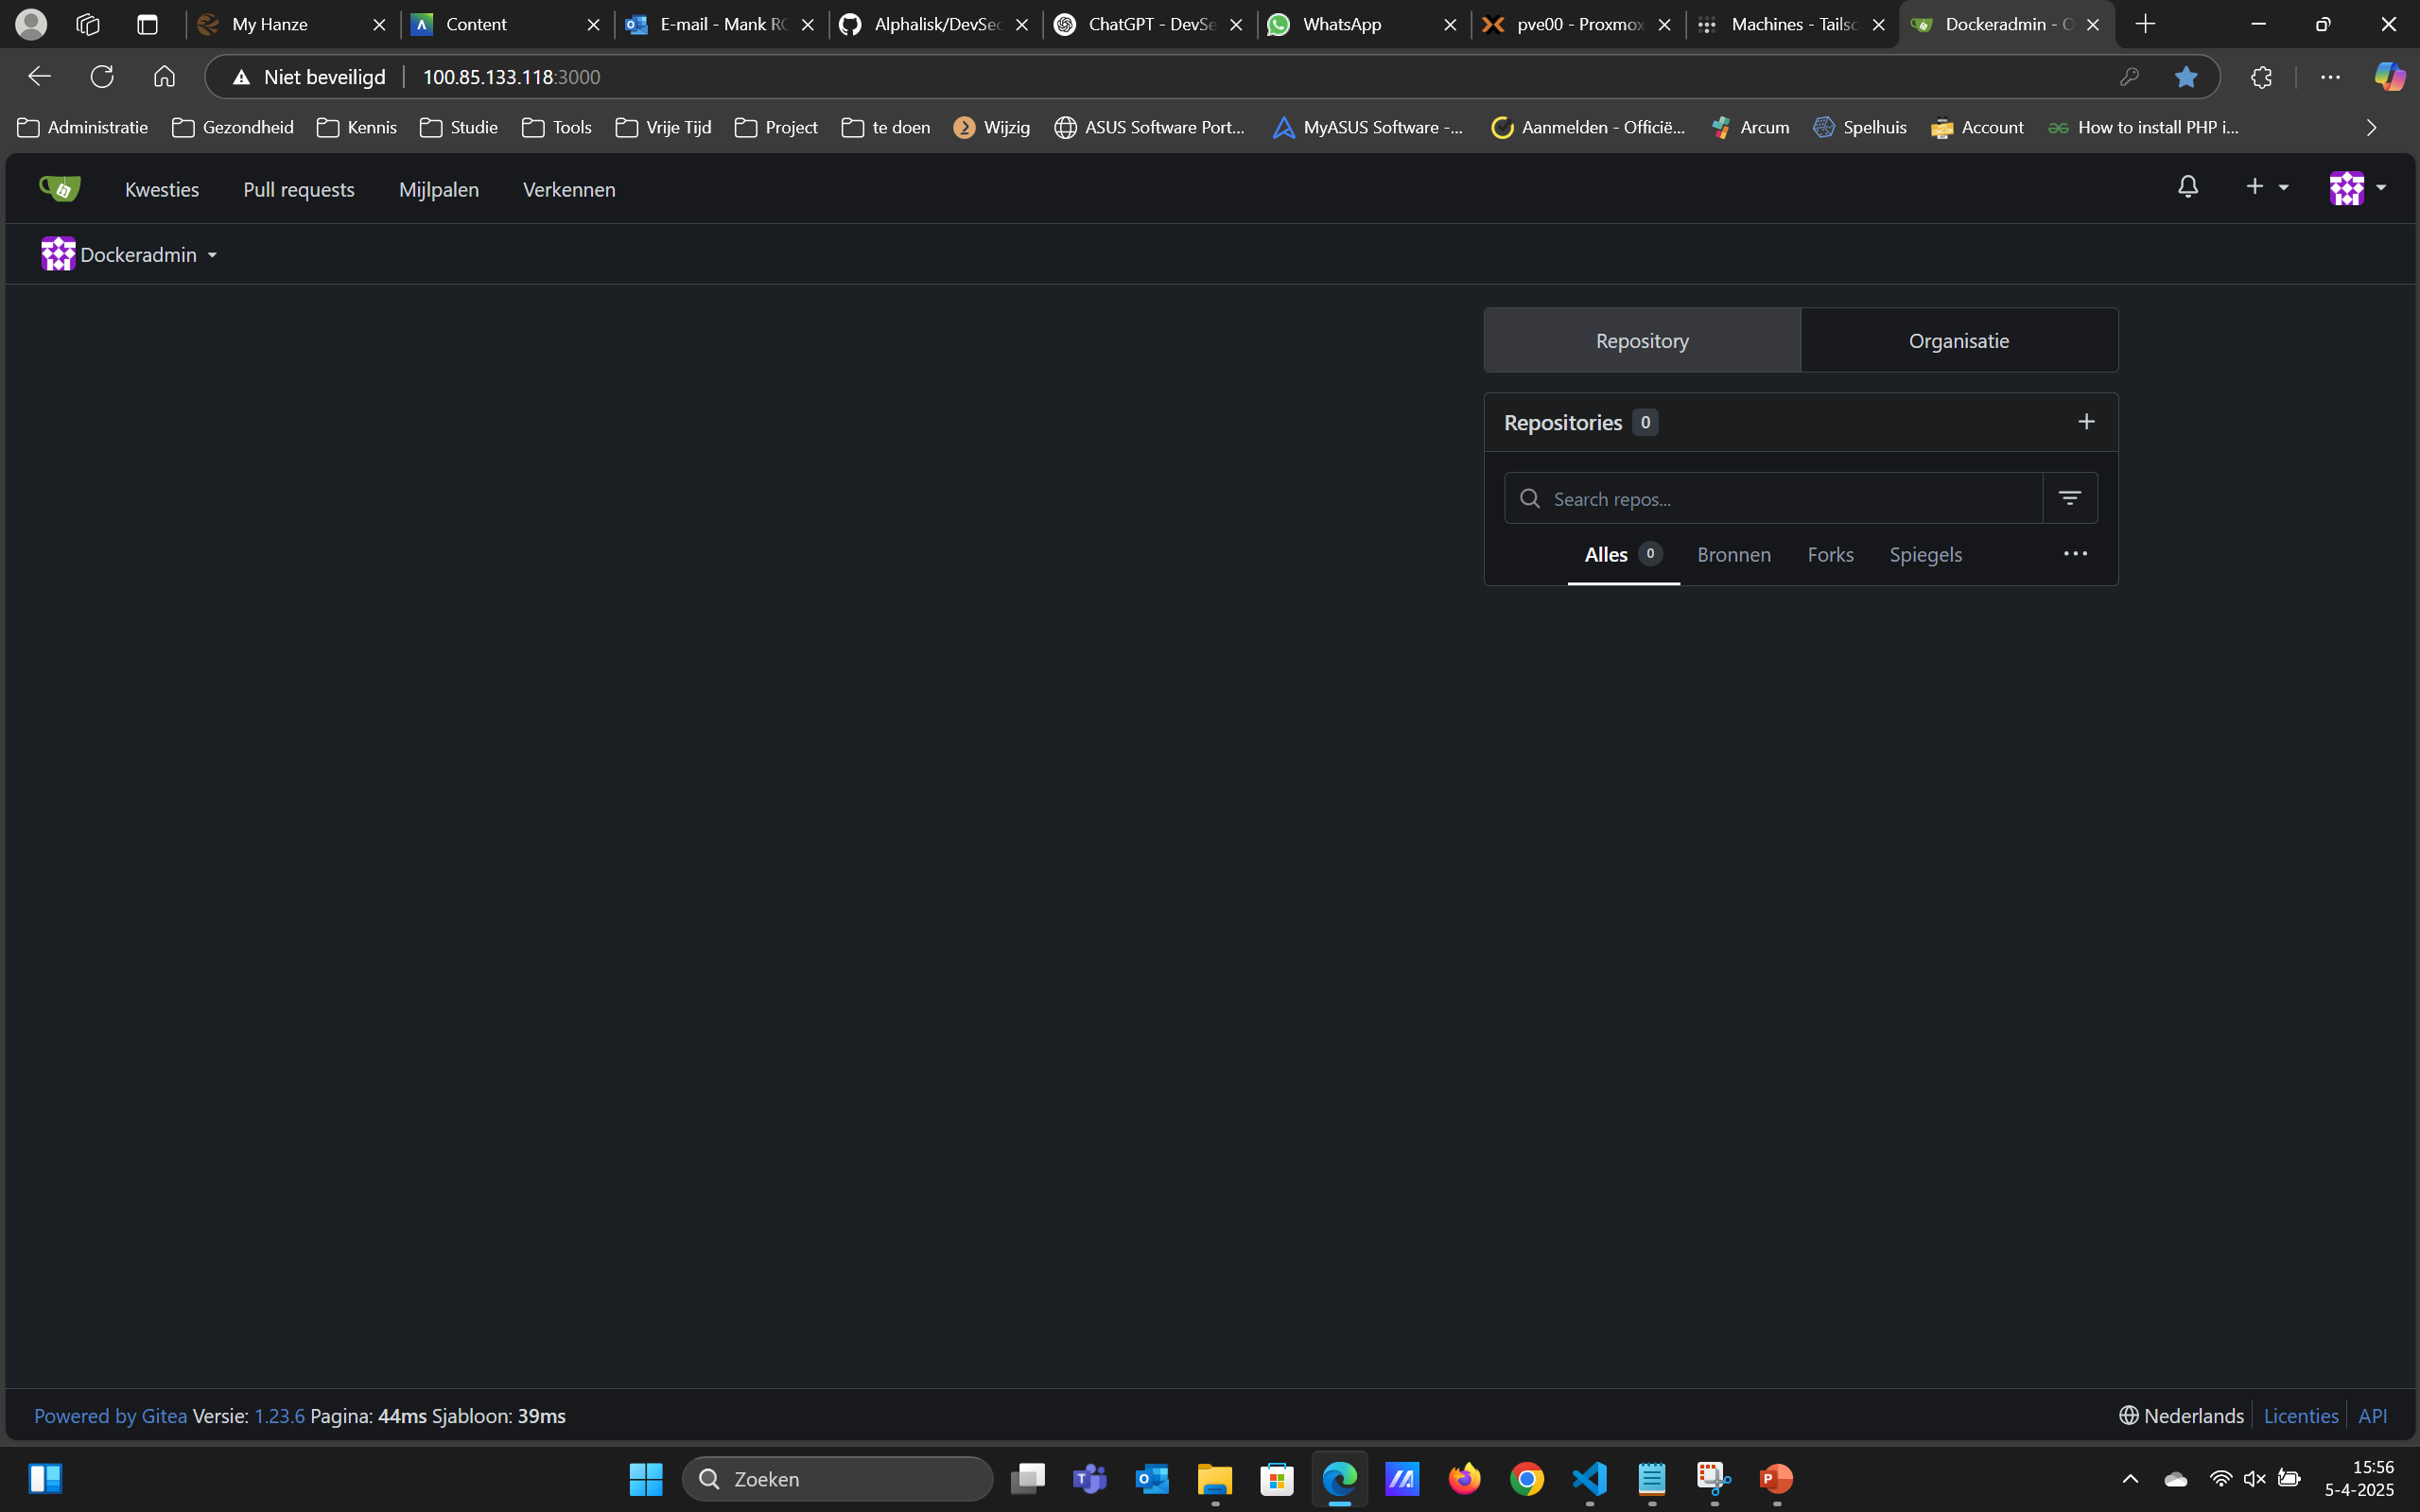 My Hanze
Content
E-mail - Mank RO
Alphalisk/DevSec
ChatGPT - DevSe
WhatsApp
pve00 - Proxmox
Machines - Tailsc
Dockeradmin - O
Niet beveiligd
100.85.133.118:3000
Administratie
Gezondheid
Kennis
Studie
Tools
Vrije Tijd
Project
te doen
Wijzig
ASUS Software Port...
MyASUS Software -...
Aanmelden - Officië...
Arcum
Spelhuis
Account
How to install PHP i...
Kwesties
Pull requests
Mijlpalen
Verkennen
Dockeradmin
Repository
Organisatie
Repositories 0
Search repos...
Alles 0
Bronnen
Forks
Spiegels
Powered by Gitea Versie: 1.23.6 Pagina: 44ms Sjabloon: 39ms
Nederlands
Licenties
API
Zoeken
15:56
5-4-2025